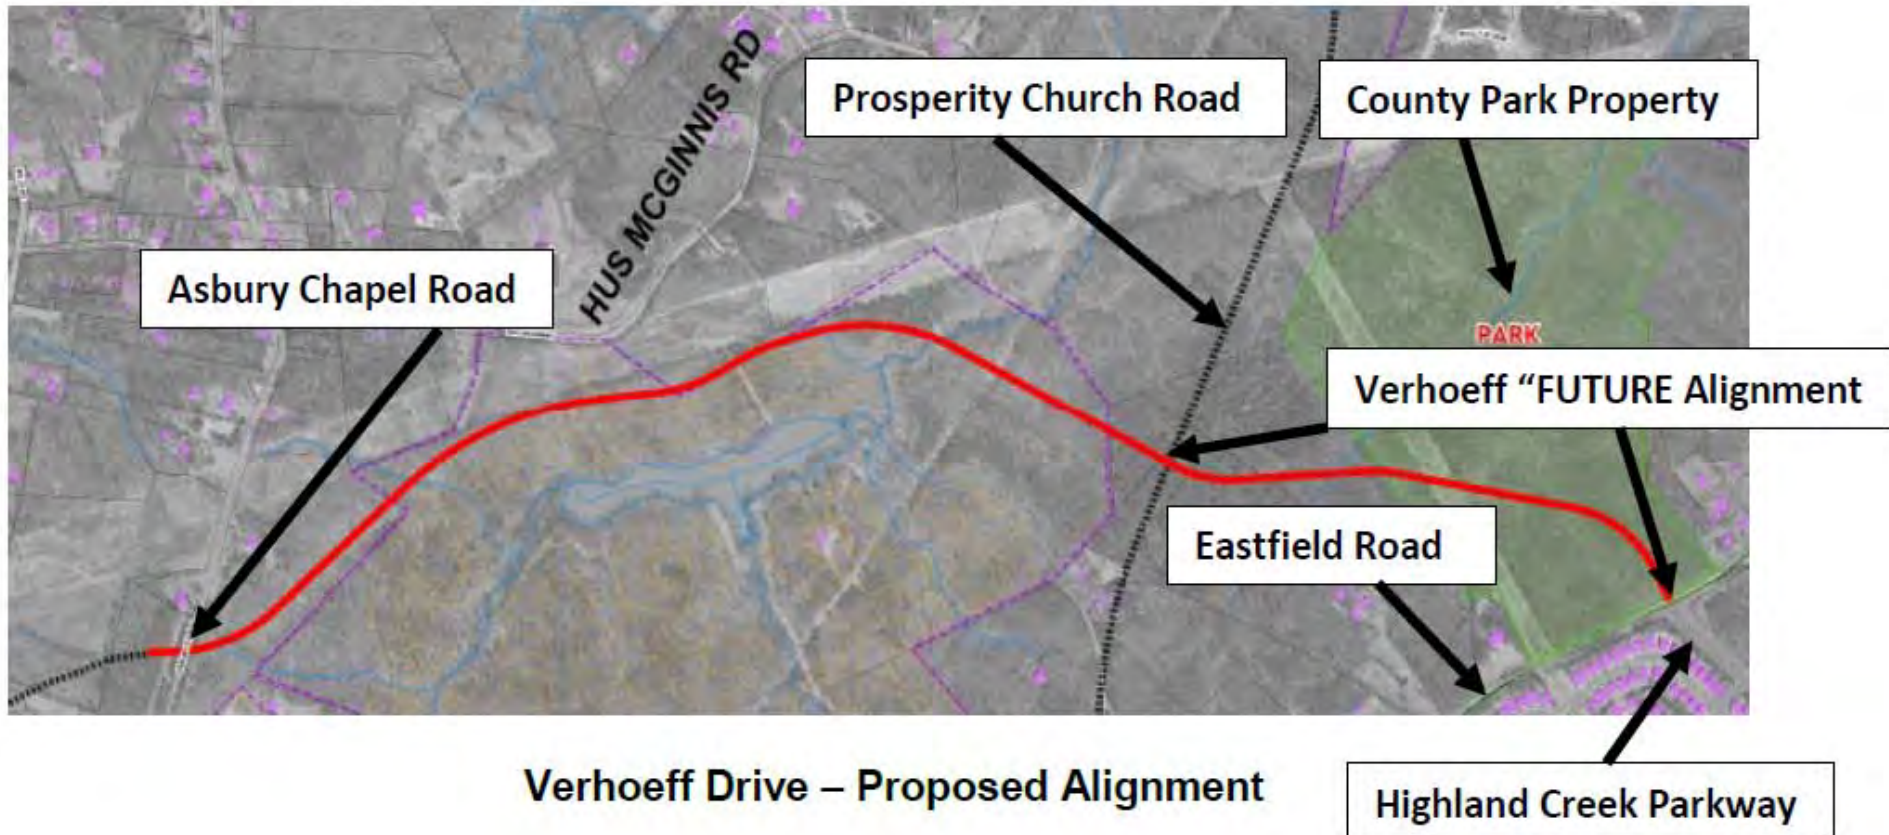 HUS MCGINNIS RD
Prosperity Church Road
County Park Property
Asbury Chapel Road
PARK
Verhoeff “FUTURE Alignment
Eastfield Road
Verhoeff Drive – Proposed Alignment
Highland Creek Parkway